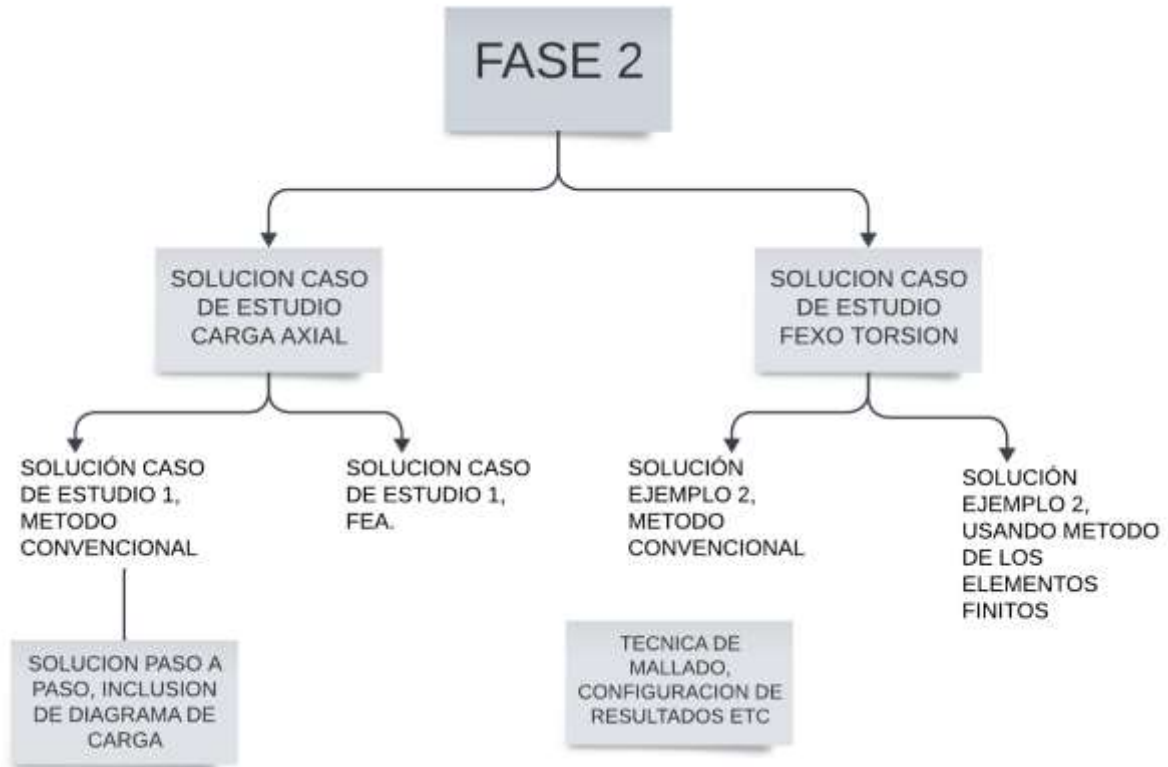 FASE 2
SOLUCION CASO
DE ESTUDIO
CARGA AXIAL
SOLUCION CASO
DE ESTUDIO
FEXO TORSION
SOLUCIÓN CASO
DE ESTUDIO 1,
METODO
CONVENCIONAL
SOLUCION CASO
DE ESTUDIO 1,
FEA.
SOLUCIÓN
EJEMPLO 2,
METODO
CONVENCIONAL
SOLUCIÓN
EJEMPLO 2,
USANDO METODO
DE LOS
ELEMENTOS
FINITOS
SOLUCION PASO A
PASO, INCLUSION
DE DIAGRAMA DE
CARGA
TECNICA DE
MALLADO,
CONFIGURACION DE
RESULTADOS ETC